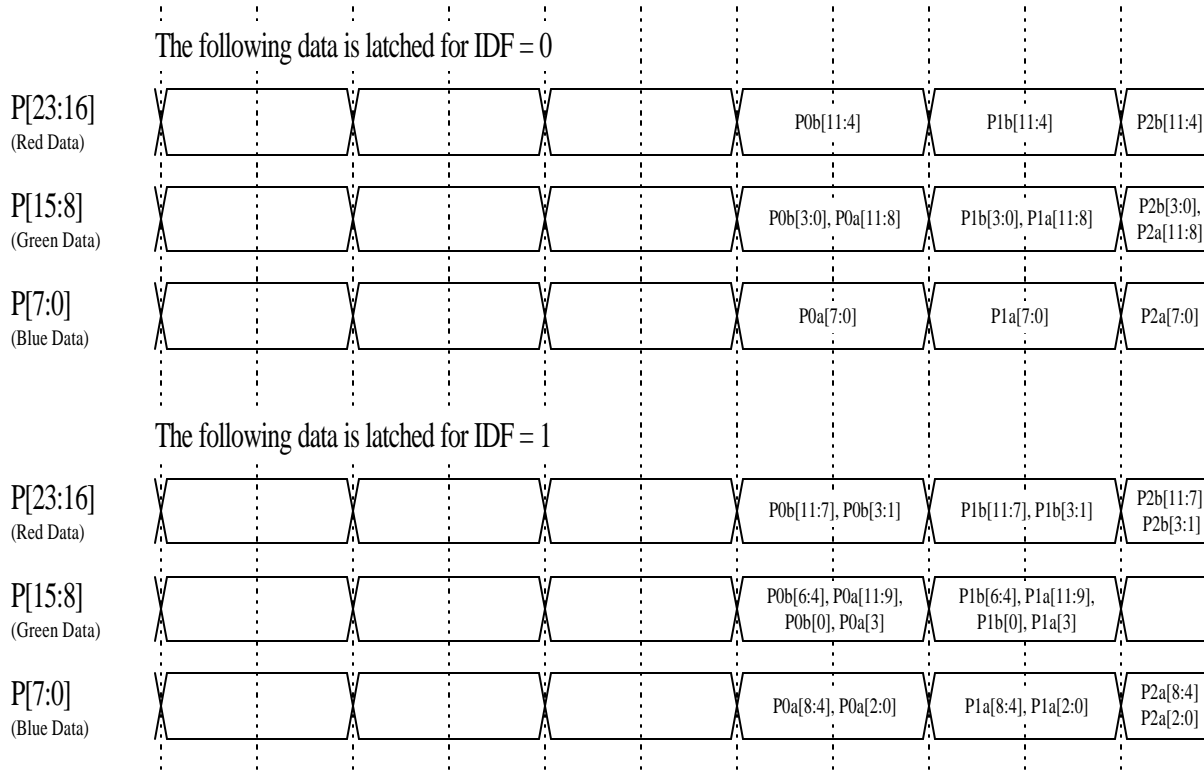 The following data is latched for IDF = 0
P[23:16]
(Red Data)
P0b[11:4]
P1b[11:4]
P2b[11:4]
P[15:8]
(Green Data)
P0b[3:0], P0a[11:8]
P1b[3:0], P1a[11:8]
P2b[3:0],
P2a[11:8]
P[7:0]
(Blue Data)
P0a[7:0]
P1a[7:0]
P2a[7:0]
The following data is latched for IDF = 1
P[23:16]
(Red Data)
P0b[11:7], P0b[3:1]
P1b[11:7], P1b[3:1]
P2b[11:7]
P2b[3:1]
P[15:8]
(Green Data)
P0b[6:4], P0a[11:9],
P0b[0], P0a[3]
P1b[6:4], P1a[11:9],
P1b[0], P1a[3]
P[7:0]
(Blue Data)
P0a[8:4], P0a[2:0]
P1a[8:4], P1a[2:0]
P2a[8:4]
P2a[2:0]